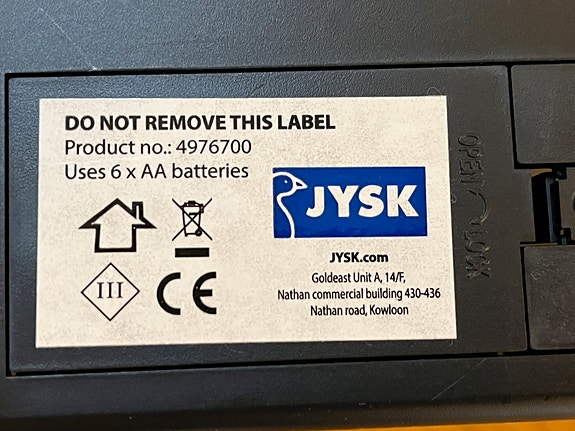 DO NOT REMOVE THIS LABEL
Product no.: 4976700
Uses 6 x AA batteries
JYSK
III
CE
JYSK.com
Goldeast Unit A, 14/F,
Nathan commercial building 430-436
Nathan road, Kowloon
OPEN
LOCK